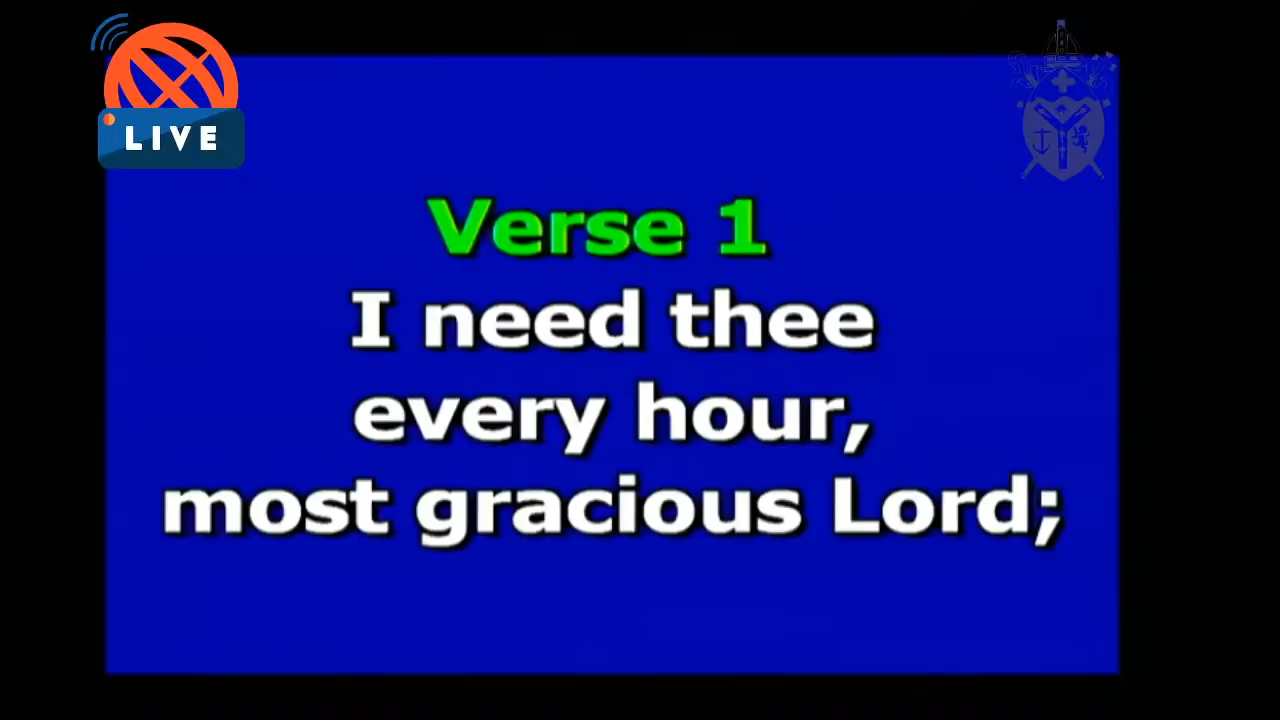 LIVE
Verse 1
I need thee
every hour,
most gracious Lord;